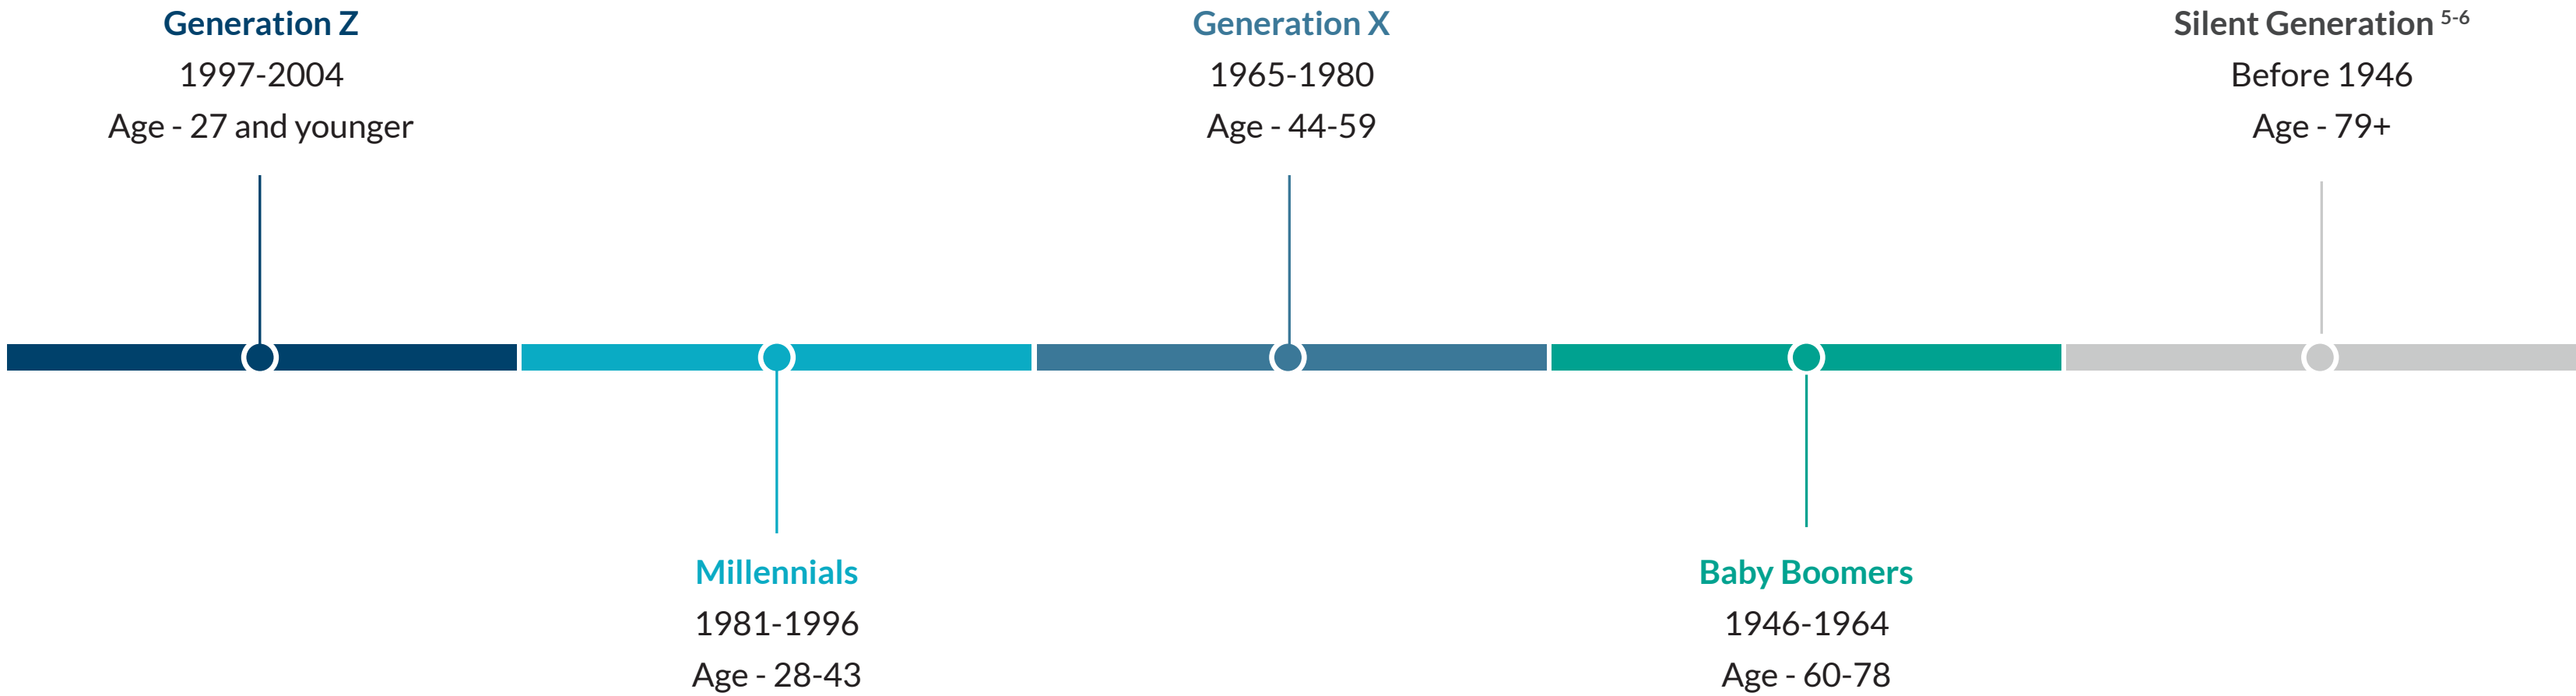 Generation Z
1997-2004
Age - 27 and younger
Millennials
1981-1996
Age - 28-43
Generation X
1965-1980
Age - 44-59
Baby Boomers
1946-1964
Age - 60-78
Silent Generation 5-6
Before 1946
Age - 79+